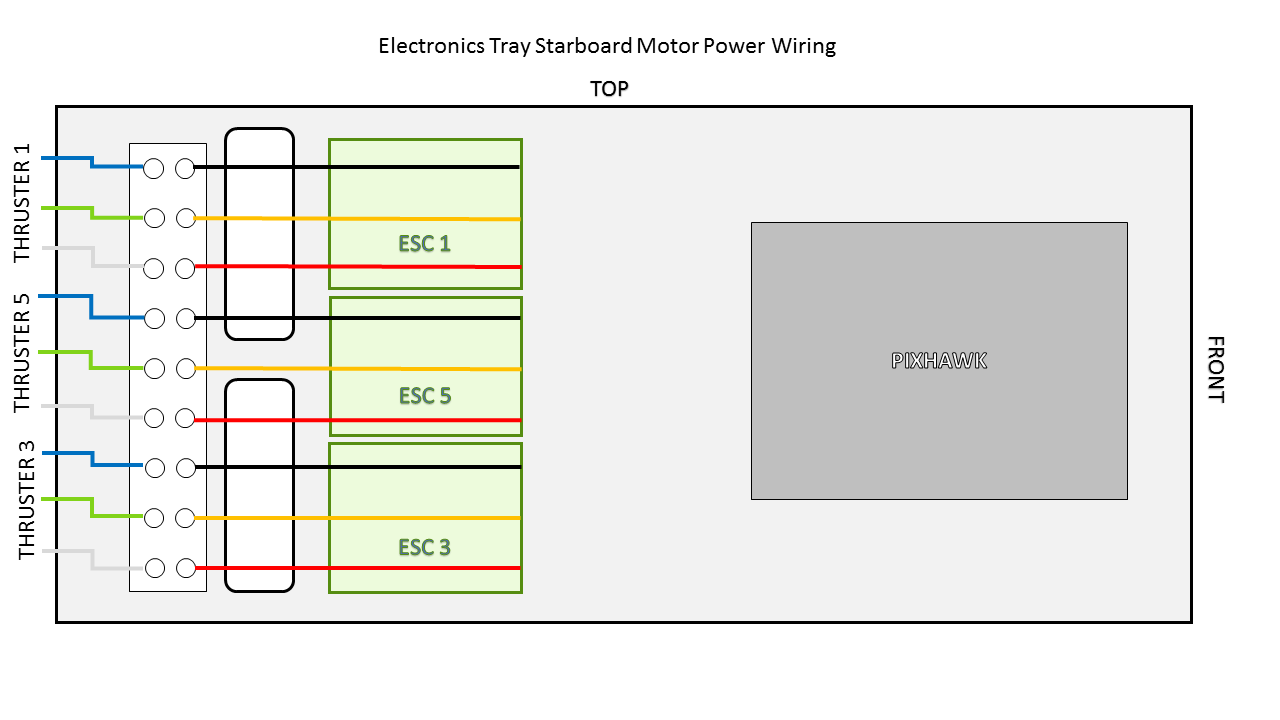 Electronics Tray Starboard Motor Power Wiring
TOP
THRUSTER 1
ESC 1
THRUSTER 5
ESC 5
THRUSTER 3
ESC 3
PIXHAWK
FRONT